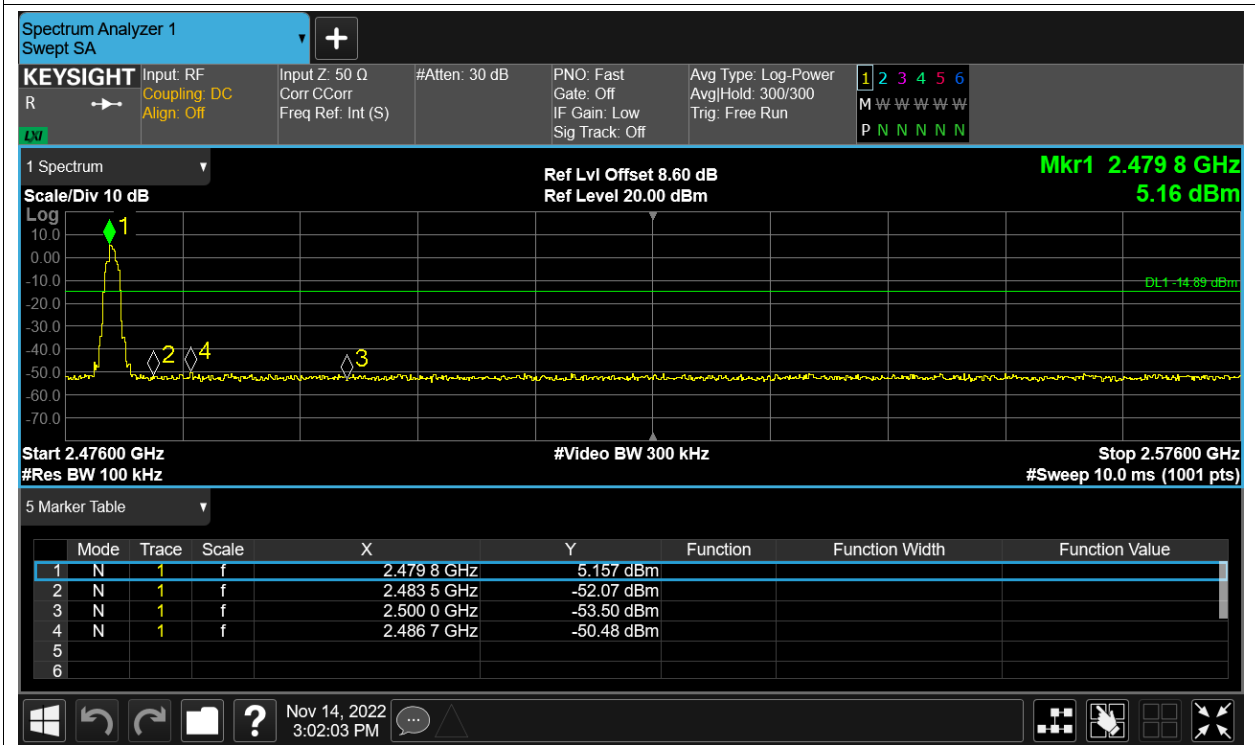 Spectrum Analyzer 1
Swept SA
KEYSIGHT
R
LXI
Input: RF
Coupling: DC
Align: Off
Input Z: 50 Ω
Corr CCorr
Freq Ref: Int (S)
#Atten: 30 dB
PNO: Fast
Gate: Off
IF Gain: Low
Sig Track: Off
Avg Type: Log-Power
Avg|Hold: 300/300
Trig: Free Run
1 2 3 4 5 6
M W W W W W
P N N N N N
1 Spectrum
Scale/Div 10 dB
Ref Lvl Offset 8.60 dB
Ref Level 20.00 dBm
Mkr1 2.479 8 GHz
5.16 dBm
Log
10.0
0.00
-10.0
-20.0
-30.0
-40.0
-50.0
-60.0
-70.0
1
2
4
3
DL1 -14.89 dBm
Start 2.47600 GHz
#Video BW 300 kHz
Stop 2.57600 GHz
#Res BW 100 kHz
#Sweep 10.0 ms (1001 pts)
5 Marker Table
Mode Trace Scale X Y Function Function Width Function Value
1 N 1 f 2.479 8 GHz 5.157 dBm
2 N 1 f 2.483 5 GHz -52.07 dBm
3 N 1 f 2.500 0 GHz -53.50 dBm
4 N 1 f 2.486 7 GHz -50.48 dBm
5
6
?
Nov 14, 2022
3:02:03 PM